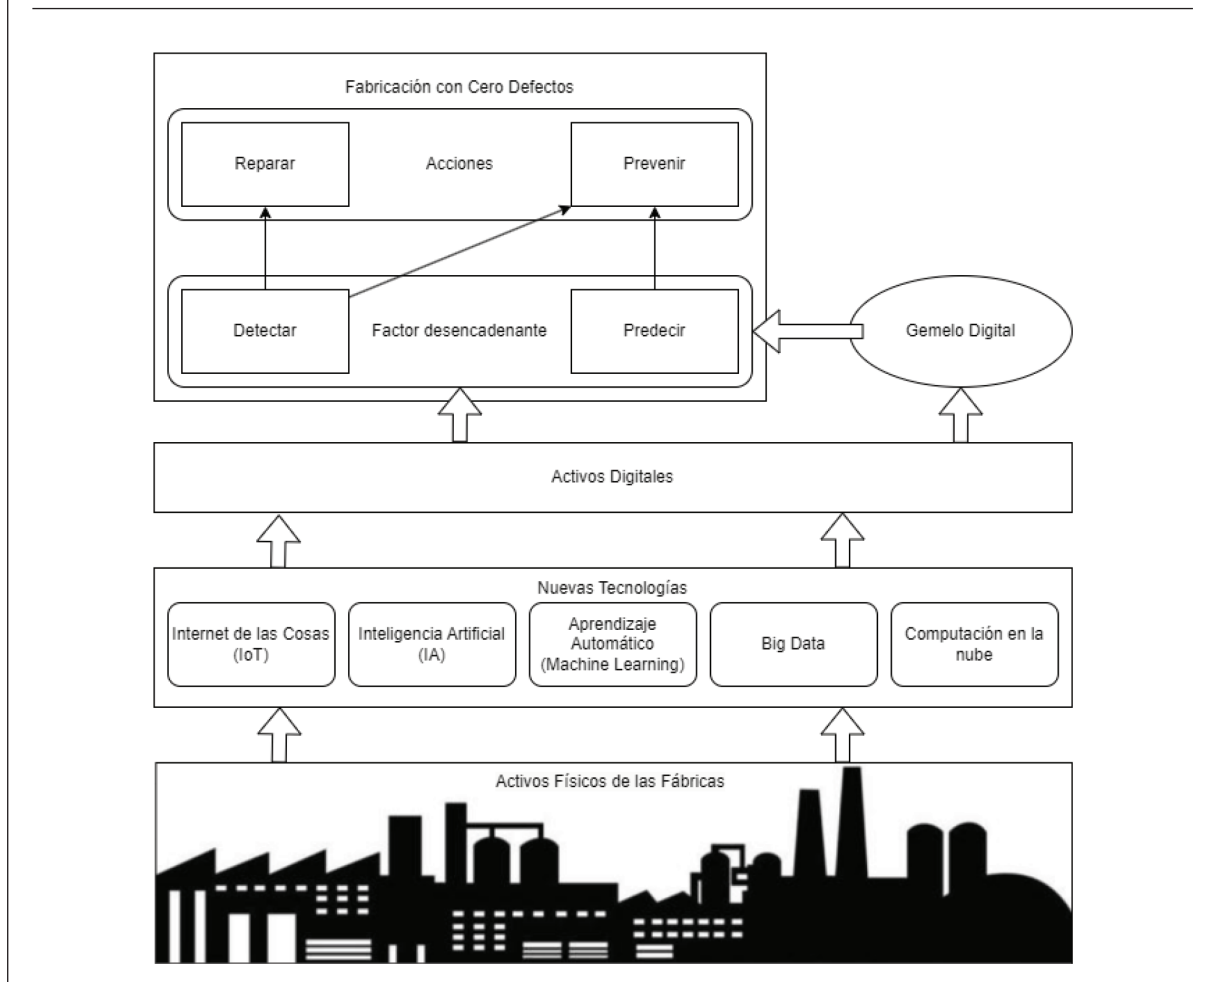 Fabricación con Cero Defectos
Reparar
Acciones
Prevenir
Detectar
Factor desencadenante
Predecir
Gemelo Digital
Activos Digitales
Nuevas Tecnologías
Internet de las Cosas
(IoT)
Inteligencia Artificial
(IA)
Aprendizaje
Automático
(Machine Learning)
Big Data
Computación en la
nube
Activos Físicos de las Fábricas